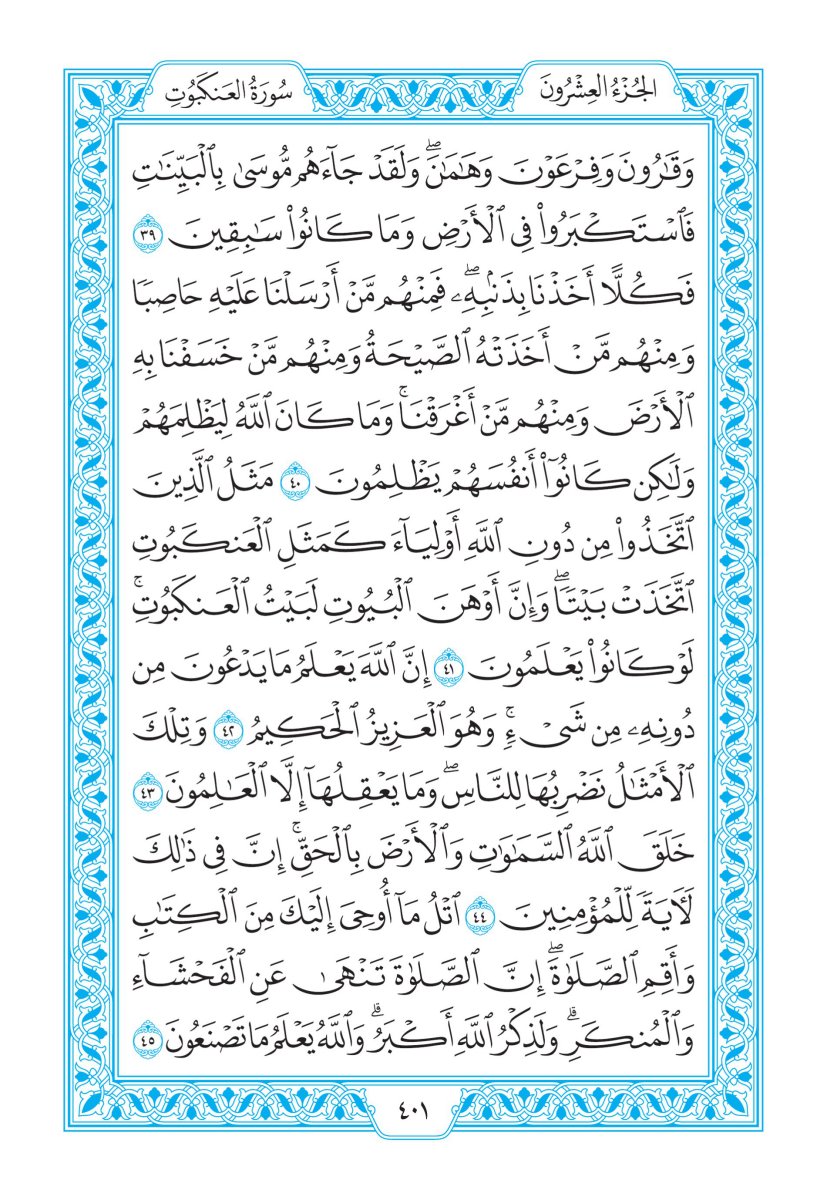 الجُزْءُ العِشْرُونَ
سُورَةُ العَنكَبُوتِ
وَقَٰرُونَ وَفِرْعَوْنَ وَهَٰمَٰنَۖ وَلَقَدْ جَآءَهُم مُّوسَىٰ بِٱلْبَيِّنَٰتِ
فَٱسْتَكْبَرُوا۟ فِى ٱلْأَرْضِ وَمَا كَانُوا۟ سَٰبِقِينَ ٣٩
فَكُلًّا أَخَذْنَا بِذَنۢبِهِۦۖ فَمِنْهُم مَّنْ أَرْسَلْنَا عَلَيْهِ حَاصِبًا
وَمِنْهُم مَّنْ أَخَذَتْهُ ٱلصَّيْحَةُ وَمِنْهُم مَّنْ خَسَفْنَا بِهِ
ٱلْأَرْضَ وَمِنْهُم مَّنْ أَغْرَقْنَاۚ وَمَا كَانَ ٱللَّهُ لِيَظْلِمَهُمْ
وَلَٰكِن كَانُوٓا۟ أَنفُسَهُمْ يَظْلِمُونَ ٤٠ مَثَلُ ٱلَّذِينَ
ٱتَّخَذُوا۟ مِن دُونِ ٱللَّهِ أَوْلِيَآءَ كَمَثَلِ ٱلْعَنكَبُوتِ
ٱتَّخَذَتْ بَيْتًاۖ وَإِنَّ أَوْهَنَ ٱلْبُيُوتِ لَبَيْتُ ٱلْعَنكَبُوتِۚ
لَوْ كَانُوا۟ يَعْلَمُونَ ٤١ إِنَّ ٱللَّهَ يَعْلَمُ مَا يَدْعُونَ مِن
دُونِهِۦ مِن شَىْءٍۚ وَهُوَ ٱلْعَزِيزُ ٱلْحَكِيمُ ٤٢ وَتِلْكَ
ٱلْأَمْثَٰلُ نَضْرِبُهَا لِلنَّاسِۖ وَمَا يَعْقِلُهَآ إِلَّا ٱلْعَٰلِمُونَ ٤٣
خَلَقَ ٱللَّهُ ٱلسَّمَٰوَٰتِ وَٱلْأَرْضَ بِٱلْحَقِّۚ إِنَّ فِى ذَٰلِكَ
لَءَايَةً لِّلْمُؤْمِنِينَ ٤٤ ٱتْلُ مَآ أُوحِىَ إِلَيْكَ مِنَ ٱلْكِتَٰبِ
وَأَقِمِ ٱلصَّلَوٰةَۖ إِنَّ ٱلصَّلَوٰةَ تَنْهَىٰ عَنِ ٱلْفَحْشَآءِ
وَٱلْمُنكَرِۗ وَلَذِكْرُ ٱللَّهِ أَكْبَرُۗ وَٱللَّهُ يَعْلَمُ مَا تَصْنَعُونَ ٤٥
٤٠١